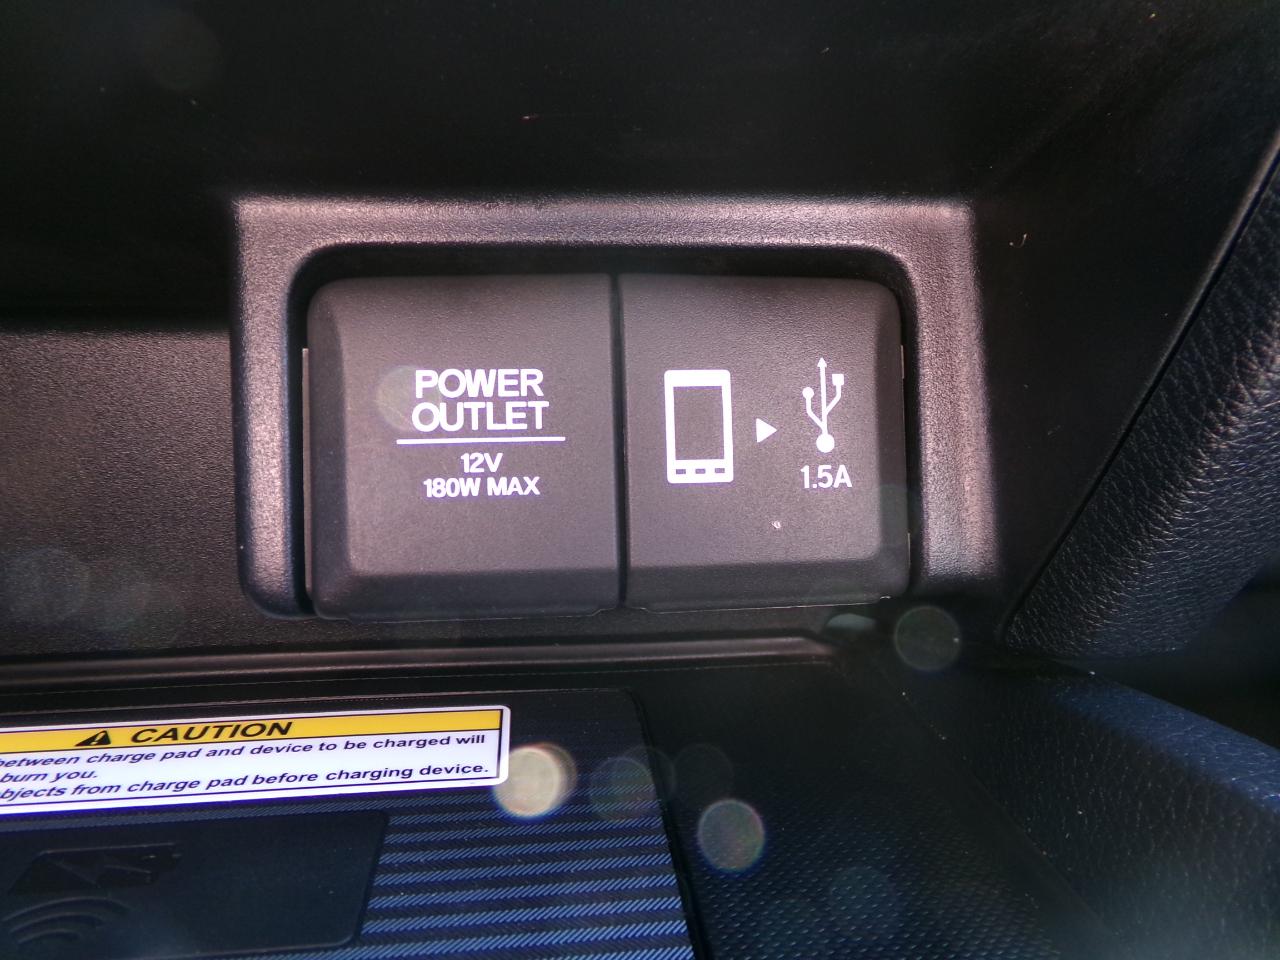 POWER
OUTLET
12V
180W MAX
1.5A
CAUTION
between charge pad and device to be charged will
burn you.
bjects from charge pad before charging device.